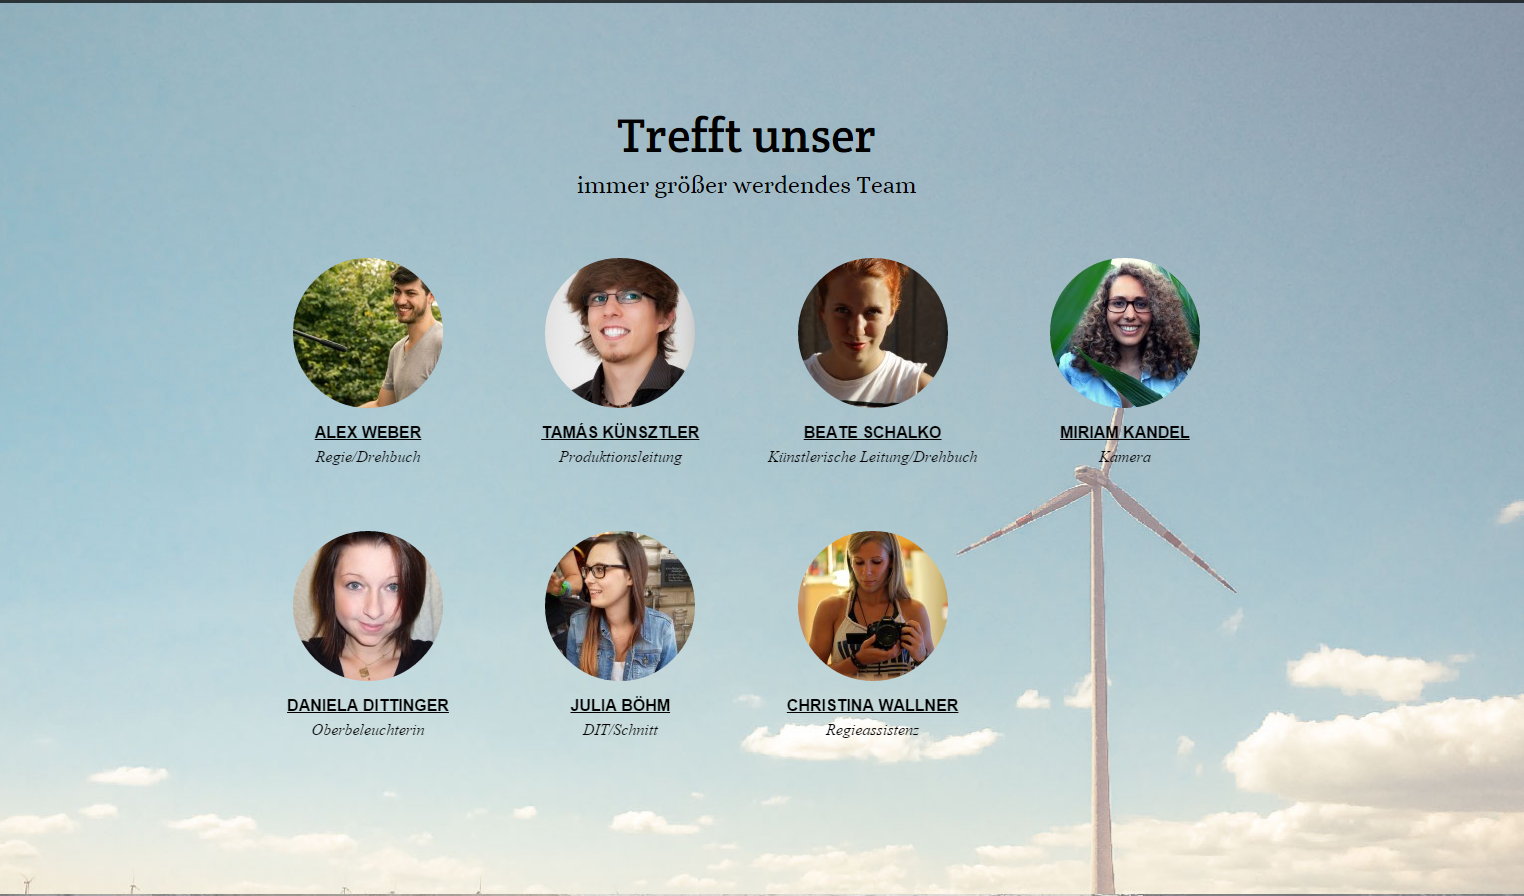 Trefft unser
immer größer werdendes Team
ALEX WEBER
Regie/Drehbuch
TAMÁS KÜNSZTLER
Produktionsleitung
BEATE SCHALKO
Künstlerische Leitung/Drehbuch
MIRIAM KANDEL
Kamera
DANIELA DITTINGER
Oberbeleuchterin
JULIA BÖHM
DIT/Schnitt
CHRISTINA WALLNER
Regieassistenz